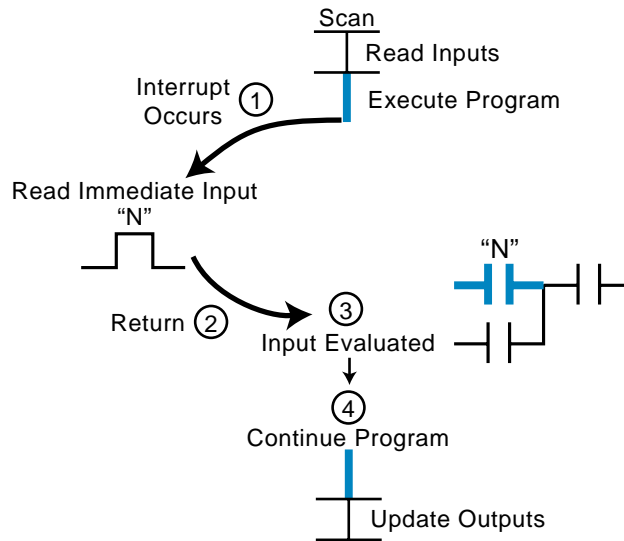 Scan
Read Inputs
Execute Program
Interrupt
Occurs
1
Read Immediate Input
“N”
Return
2
3
Input Evaluated
“N”
4
Continue Program
Update Outputs